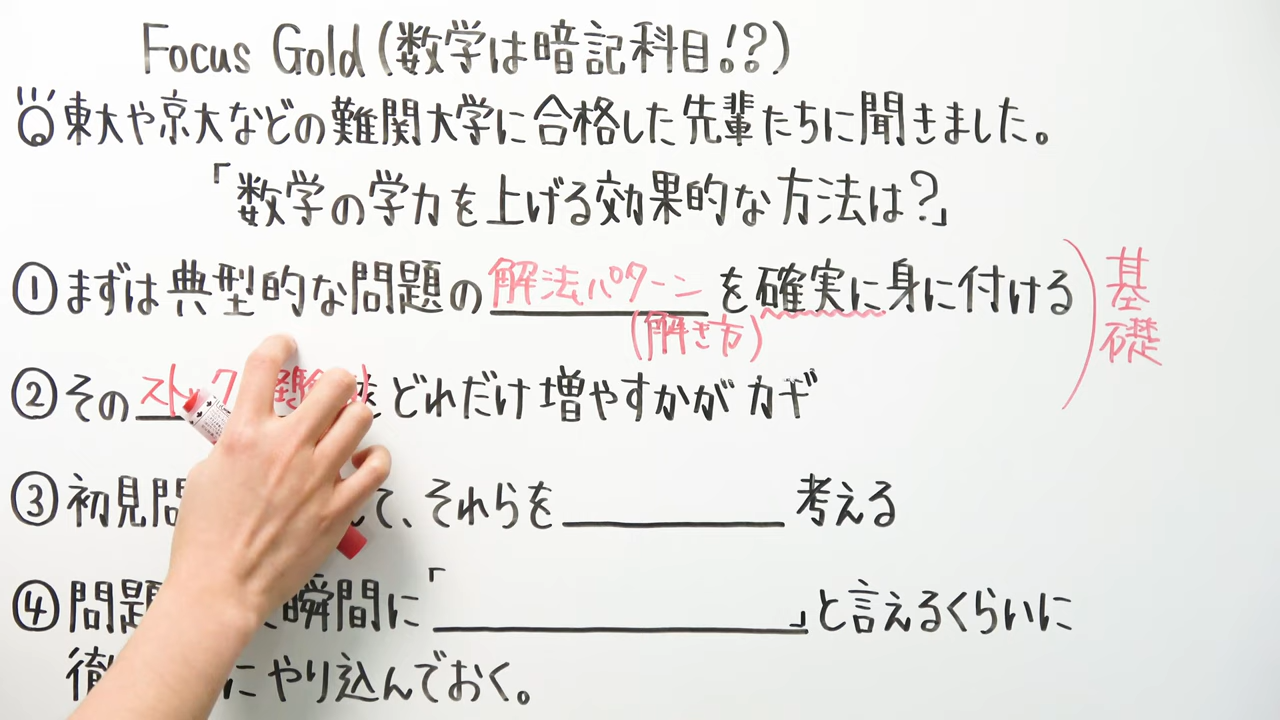 Focus Gold (数学は暗記科目!?)
東大や京大などの難関大学に合格した先輩たちに聞きました。
「数学の学力を上げる効果的な方法は?」
①まずは典型的な問題の解法パターンを確実に身に付ける
(解き方)
基礎
②そのストックをどれだけ増やすかがカギ
③初見問 て、それらを 考える
④問題 瞬間に「 」と言えるくらいに
徹 にやり込んでおく。